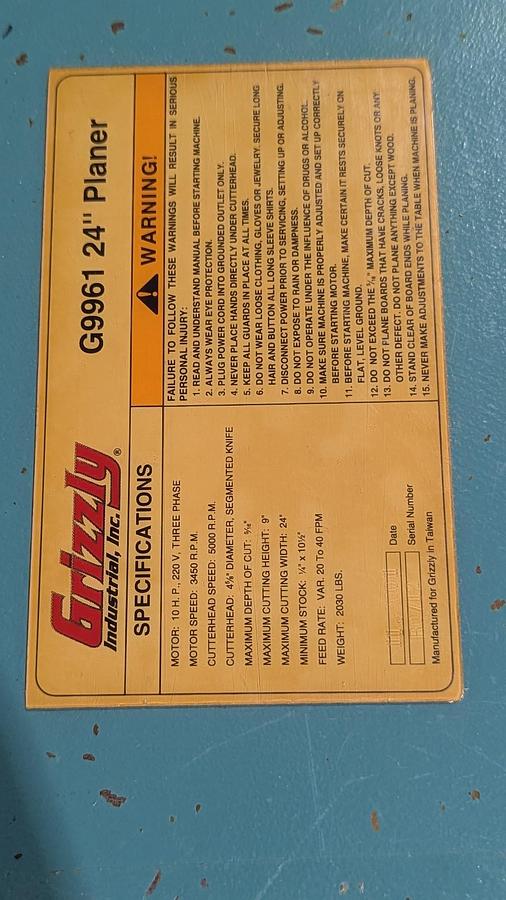 Grizzly®
Industrial, Inc.
G9961 24" Planer
SPECIFICATIONS
MOTOR: 10 H. P., 220 V, THREE PHASE
MOTOR SPEED: 3450 R.P.M.
CUTTERHEAD SPEED: 5000 R.P.M.
CUTTERHEAD: 4⅝" DIAMETER, SEGMENTED KNIFE
MAXIMUM DEPTH OF CUT:
MAXIMUM CUTTING HEIGHT: 9"
MAXIMUM CUTTING WIDTH: 24"
MINIMUM STOCK: ¼" x 10½"
FEED RATE: VAR. 20 To 40 FPM
WEIGHT: 2030 LBS.
Date
Serial Number
Manufactured for Grizzly in Taiwan
WARNING!
FAILURE TO FOLLOW THESE WARNINGS WILL RESULT IN SERIOUS
PERSONAL INJURY:
1. READ AND UNDERSTAND MANUAL BEFORE STARTING MACHINE.
2. ALWAYS WEAR EYE PROTECTION.
3. PLUG POWER CORD INTO GROUNDED OUTLET ONLY.
4. NEVER PLACE HANDS DIRECTLY UNDER CUTTERHEAD.
5. KEEP ALL GUARDS IN PLACE AT ALL TIMES.
6. DO NOT WEAR LOOSE CLOTHING, GLOVES OR JEWELRY. SECURE LONG
HAIR AND BUTTON ALL LONG SLEEVE SHIRTS.
7. DISCONNECT POWER PRIOR TO SERVICING, SETTING UP OR ADJUSTING.
8. DO NOT EXPOSE TO RAIN OR DAMPNESS.
9. DO NOT OPERATE UNDER THE INFLUENCE OF DRUGS OR ALCOHOL.
10. MAKE SURE MACHINE IS PROPERLY ADJUSTED AND SET UP CORRECTLY
BEFORE STARTING MOTOR.
11. BEFORE STARTING MACHINE, MAKE CERTAIN IT RESTS SECURELY ON
FLAT, LEVEL GROUND.
12. DO NOT EXCEED THE MAXIMUM DEPTH OF CUT.
13. DO NOT PLANE BOARDS THAT HAVE CRACKS, LOOSE KNOTS OR ANY
OTHER DEFECT. DO NOT PLANE ANYTHING EXCEPT WOOD.
14. STAND CLEAR OF BOARD ENDS WHILE PLANING.
15. NEVER MAKE ADJUSTMENTS TO THE TABLE WHEN MACHINE IS PLANING.